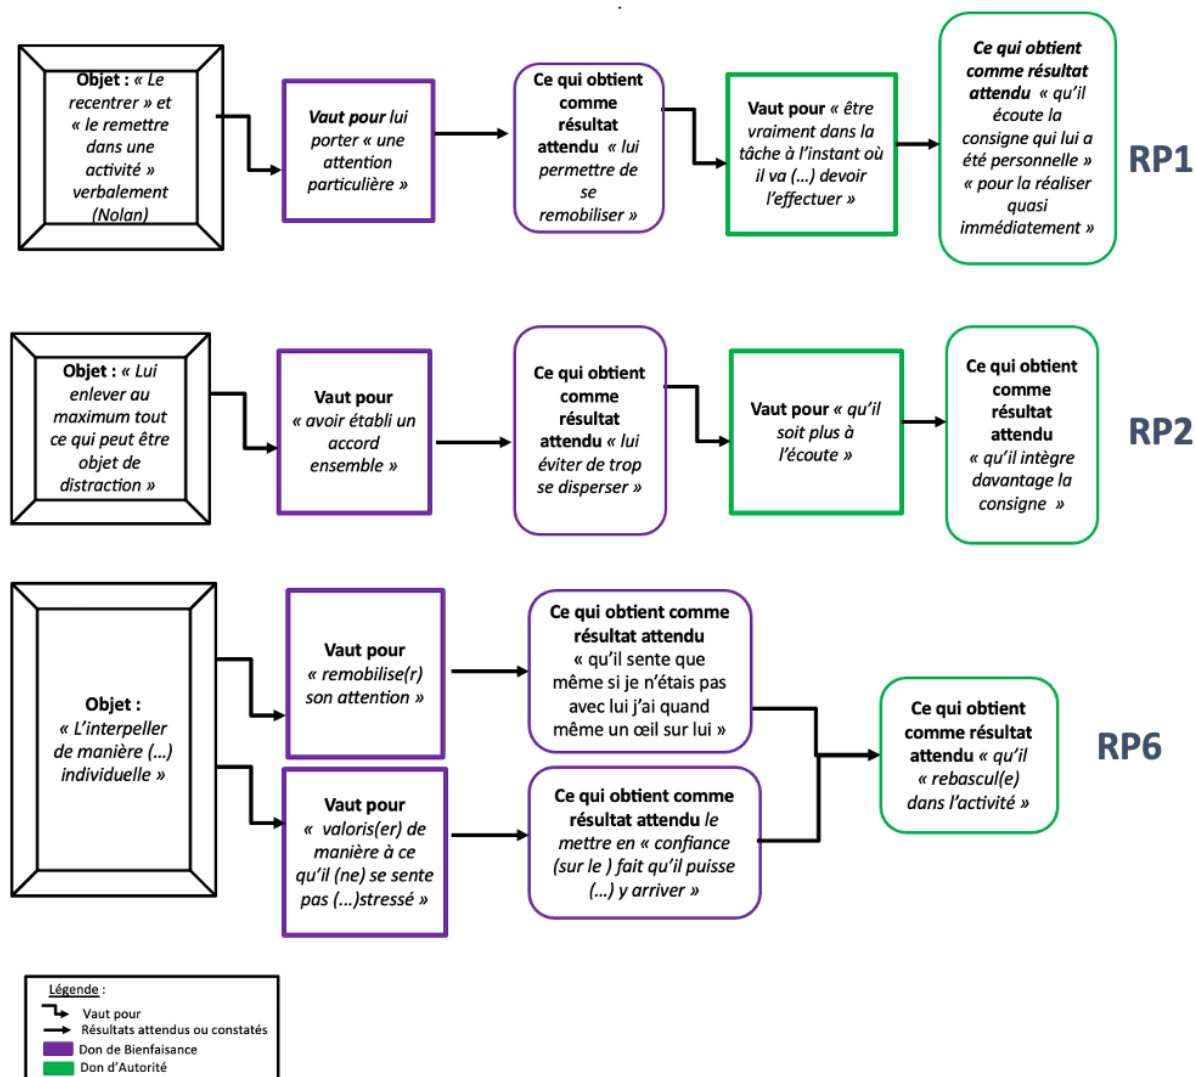 Objet : « Le
recentrer » et
« le remettre
dans une
activité »
verbalement
(Nolan)
Vaut pour lui
porter « une
attention
particulière »
Ce qui obtient
comme
résultat
attendu « lui
permettre de
se
remobiliser »
Vaut pour « être
vraiment dans la
tâche à l'instant où
il va (…) devoir
l'effectuer »
Ce qui obtient
comme résultat
attendu « qu'il
écoute la
consigne qui lui a
été personnelle »
« pour la réaliser
quasi
immédiatement »
RP1
Objet : « Lui
enlever au
maximum tout
ce qui peut être
objet de
distraction »
Vaut pour
« avoir établi un
accord
ensemble »
Ce qui obtient
comme
résultat
attendu « lui
éviter de trop
se disperser »
Vaut pour « qu'il
soit plus à
l'écoute »
Ce qui obtient
comme
résultat
attendu
« qu'il intègre
davantage la
consigne »
RP2
Objet :
« L'interpeller
de manière (…)
individuelle »
Vaut pour
« remobilise(r)
son attention »
Ce qui obtient comme
résultat attendu
« qu'il sente que
même si je n'étais pas
avec lui j'ai quand
même un œil sur lui »
Vaut pour
« valoris(er) de
manière à ce
qu'il (ne) se sente
pas (…)stressé »
Ce qui obtient comme
résultat attendu le
mettre en « confiance
(sur le ) fait qu'il puisse
(…) y arriver »
Ce qui obtient
comme résultat
attendu « qu'il
« rebascul(e)
dans l'activité »
RP6
Légende :
Vaut pour
Résultats attendus ou constatés
Don de Bienfaisance
Don d'Autorité